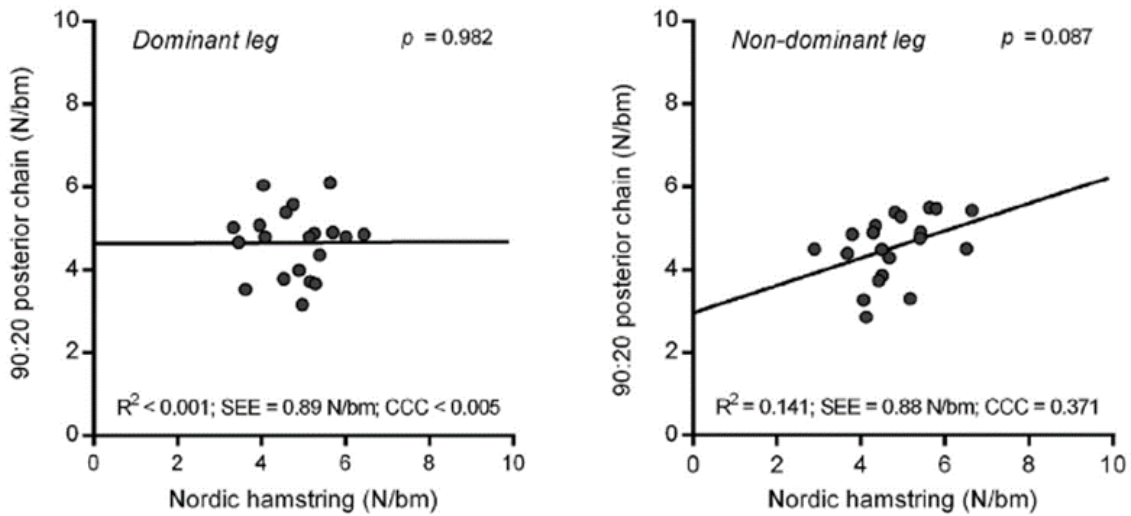 Dominant leg
p = 0.982
90:20 posterior chain (N/bm)
10
8
6
4
2
0
R² < 0.001; SEE = 0.89 N/bm; CCC < 0.005
0 2 4 6 8 10
Nordic hamstring (N/bm)
Non-dominant leg
p = 0.087
90:20 posterior chain (N/bm)
10
8
6
4
2
0
R² = 0.141; SEE = 0.88 N/bm; CCC = 0.371
0 2 4 6 8 10
Nordic hamstring (N/bm)